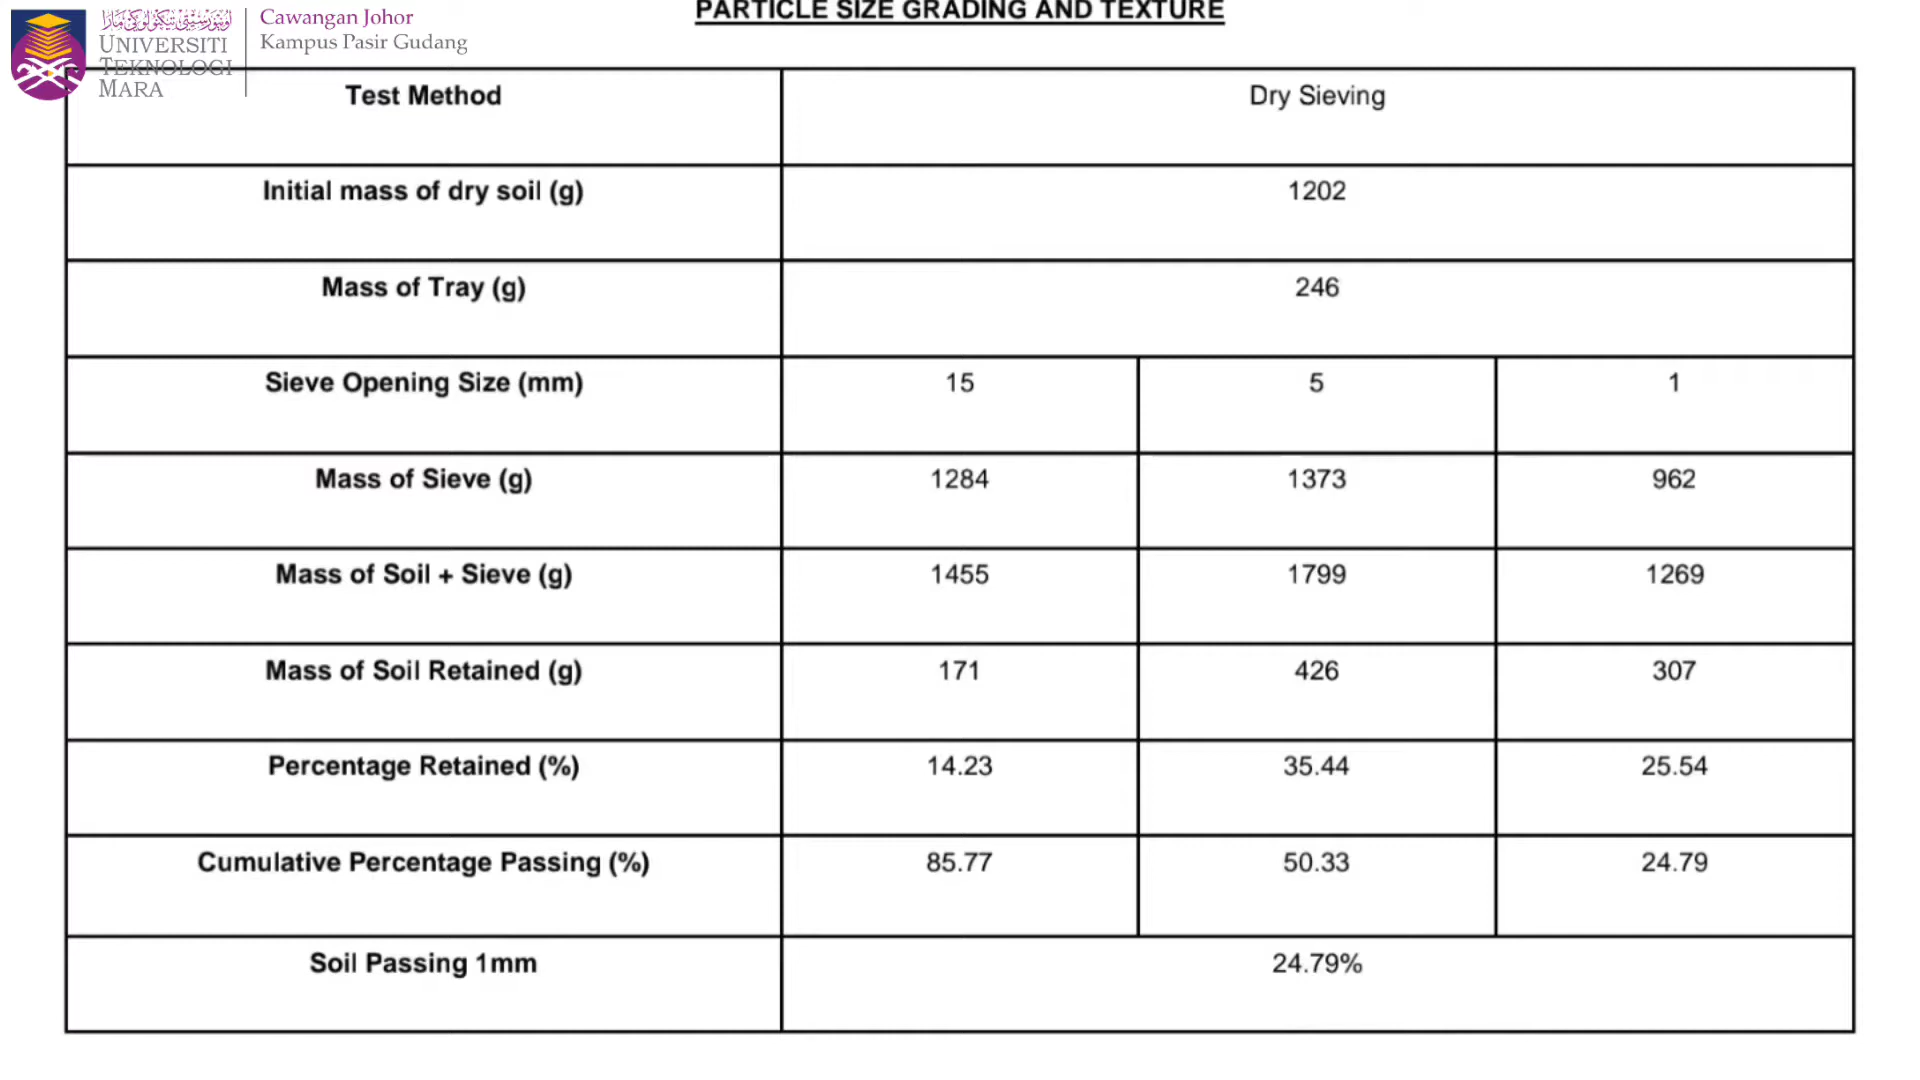 PARTICLE SIZE GRADING AND TEXTURE
UNIVERSITI
TEKNOLOGI
MARA
Cawangan Johor
Kampus Pasir Gudang
Test Method Dry Sieving
Initial mass of dry soil (g) 1202
Mass of Tray (g) 246
Sieve Opening Size (mm) 15 5 1
Mass of Sieve (g) 1284 1373 962
Mass of Soil + Sieve (g) 1455 1799 1269
Mass of Soil Retained (g) 171 426 307
Percentage Retained (%) 14.23 35.44 25.54
Cumulative Percentage Passing (%) 85.77 50.33 24.79
Soil Passing 1mm 24.79%